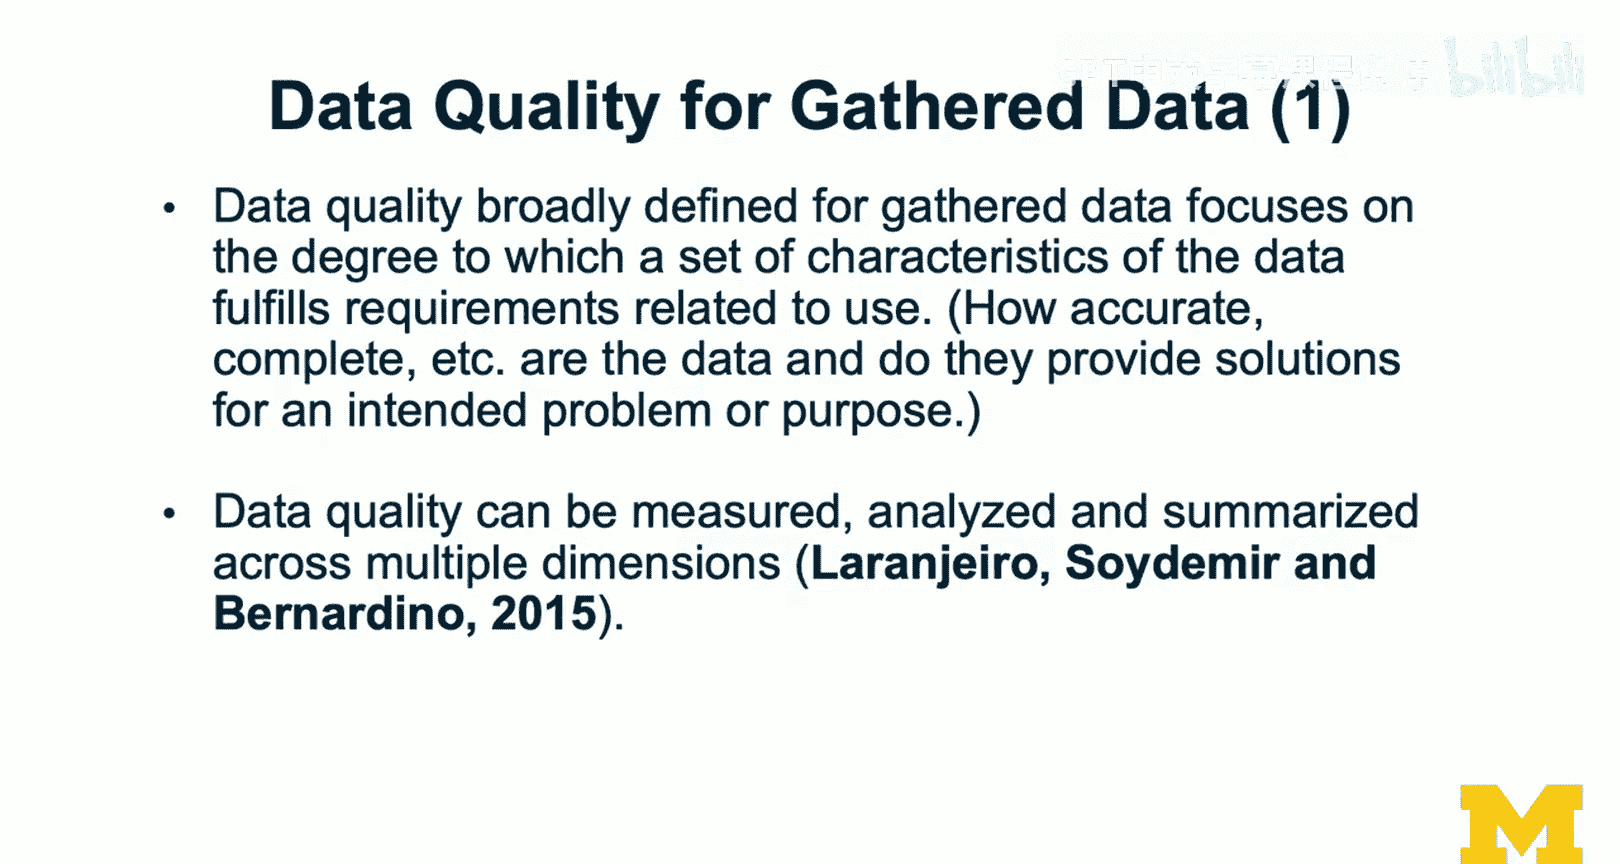 Data Quality for Gathered Data (1)
• Data quality broadly defined for gathered data focuses on
the degree to which a set of characteristics of the data
fulfills requirements related to use. (How accurate,
complete, etc. are the data and do they provide solutions
for an intended problem or purpose.)
• Data quality can be measured, analyzed and summarized
across multiple dimensions (Laranjeiro, Soydemir and
Bernardino, 2015).
bilibili
M